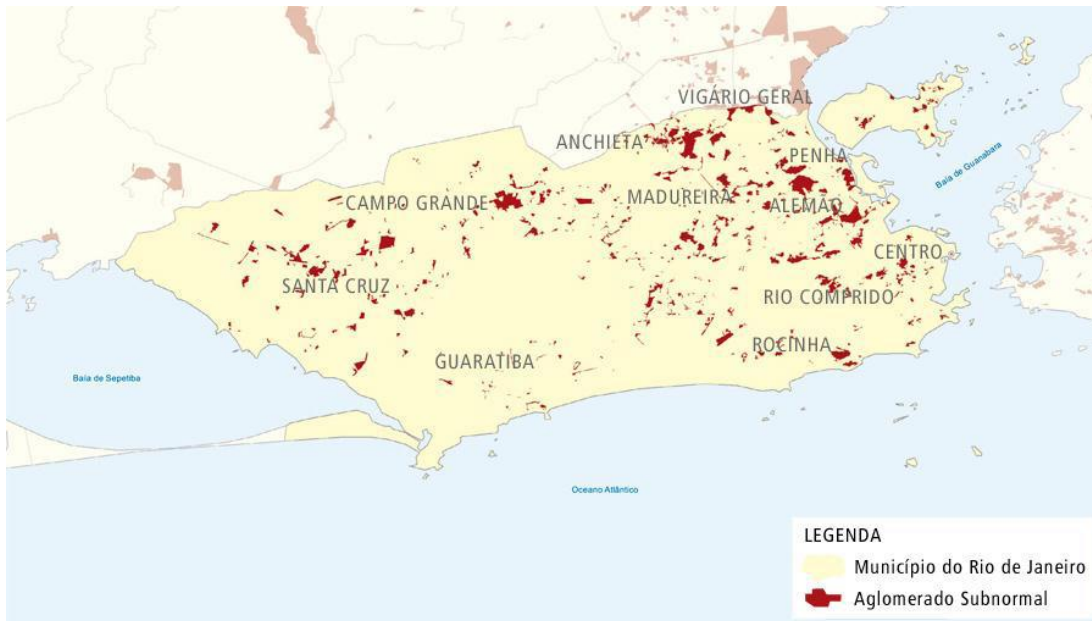 VIGÁRIO GERAL
ANCHIETA
PENHA
Baía de Guanabara
MADUREIRA
CAMPO GRANDE
ALEMÃO
CENTRO
SANTA CRUZ
RIO COMPRIDO
ROCINHA
GUARATIBA
Baía de Sepetiba
Oceano Atlântico
LEGENDA
Município do Rio de Janeiro
Aglomerado Subnormal